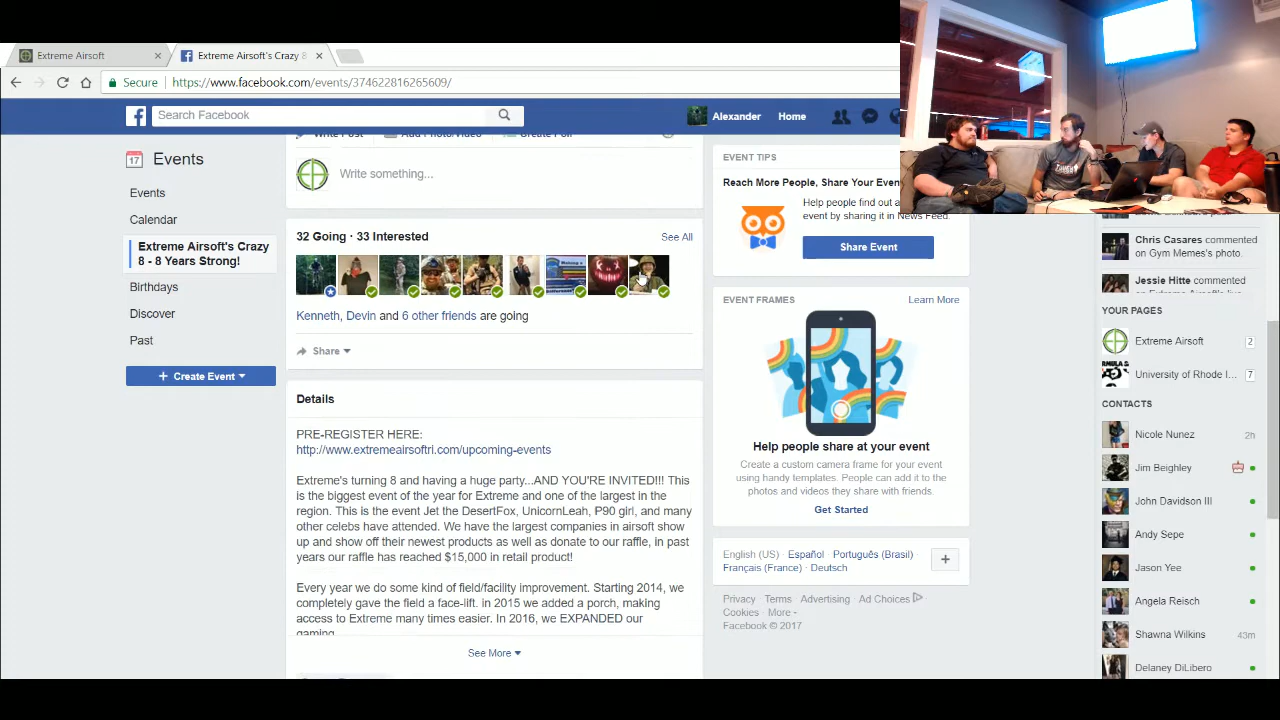 Extreme Airsoft
Extreme Airsoft's Crazy 8
Secure
https://www.facebook.com/events/374622816265609/
Search Facebook
Alexander
Home
17
Events
Events
Calendar
Extreme Airsoft's Crazy
8 - 8 Years Strong!
Birthdays
Discover
Past
+ Create Event
Write Post
Add Photo/Video
Create Poll
Write something...
32 Going · 33 Interested
See All
Kenneth, Devin and 6 other friends are going
Share
Details
PRE-REGISTER HERE:
http://www.extremeairsoftri.com/upcoming-events
Extreme's turning 8 and having a huge party...AND YOU'RE INVITED!!! This
is the biggest event of the year for Extreme and one of the largest in the
region. This is the event Jet the DesertFox, UnicornLeah, P90 girl, and many
other celebs have attended. We have the largest companies in airsoft show
up and show off their newest products as well as donate to our raffle, in past
years our raffle has reached $15,000 in retail product!
Every year we do some kind of field/facility improvement. Starting 2014, we
completely gave the field a face-lift. in 2015 we added a porch, making
access to Extreme many times easier. In 2016, we EXPANDED our
gaming
See More
EVENT TIPS
Reach More People, Share Your Even
Help people find out a
event by sharing it in News Feed.
Share Event
EVENT FRAMES
Learn More
Help people share at your event
Create a custom camera frame for your event
using handy templates. People can add it to the
photos and videos they share with friends.
Get Started
English (US) · Español · Português (Brasil) ·
Français (France) · Deutsch
+
Privacy · Terms · Advertising · Ad Choices
Cookies · More
Facebook © 2017
Chris Casares commented
on Gym Memes's photo.
Jessie Hitte commented
YOUR PAGES
Extreme Airsoft
2
University of Rhode I...
7
CONTACTS
Nicole Nunez
2h
Jim Beighley
John Davidson III
Andy Sepe
Jason Yee
Angela Reisch
Shawna Wilkins
43m
Delaney DiLibero